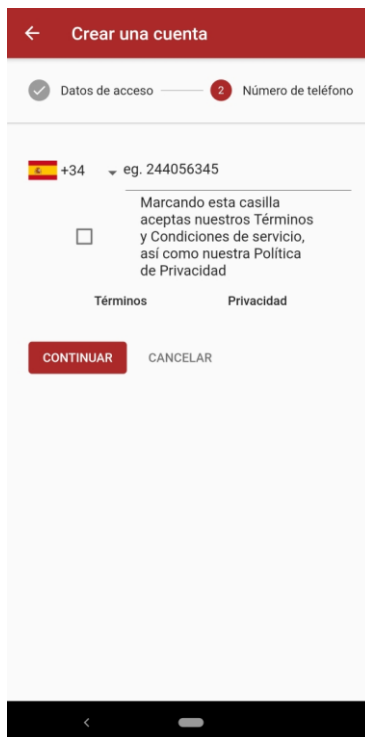 Crear una cuenta
Datos de acceso
2 Número de teléfono
+34 eg. 244056345
Marcando esta casilla
aceptas nuestros Términos
y Condiciones de servicio,
así como nuestra Política
de Privacidad
Términos Privacidad
CONTINUAR CANCELAR